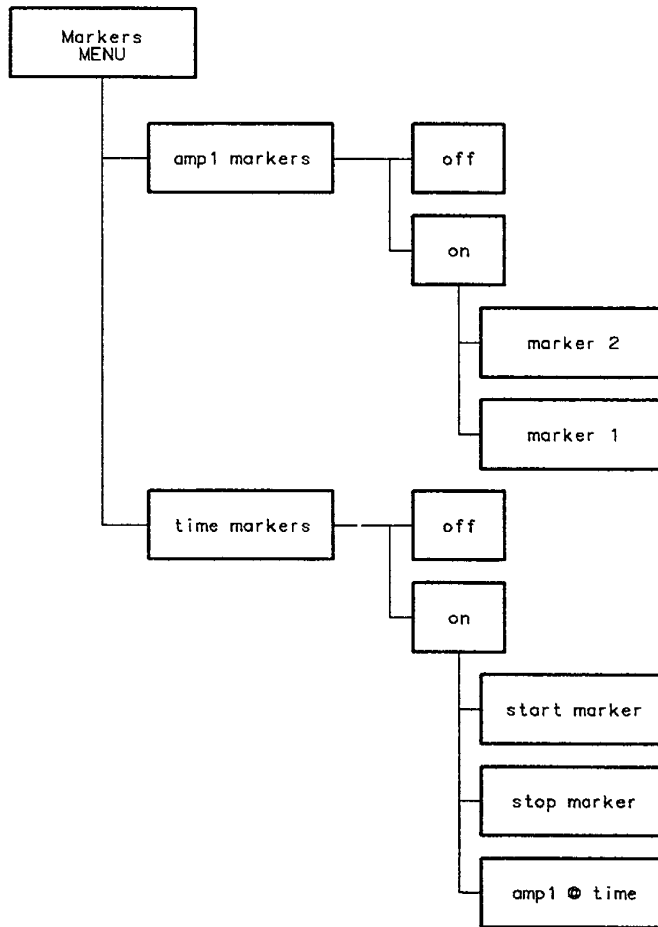 Markers
MENU
ampl markers
off
on
marker 2
marker 1
time markers
off
on
start marker
stop marker
ampl @ time